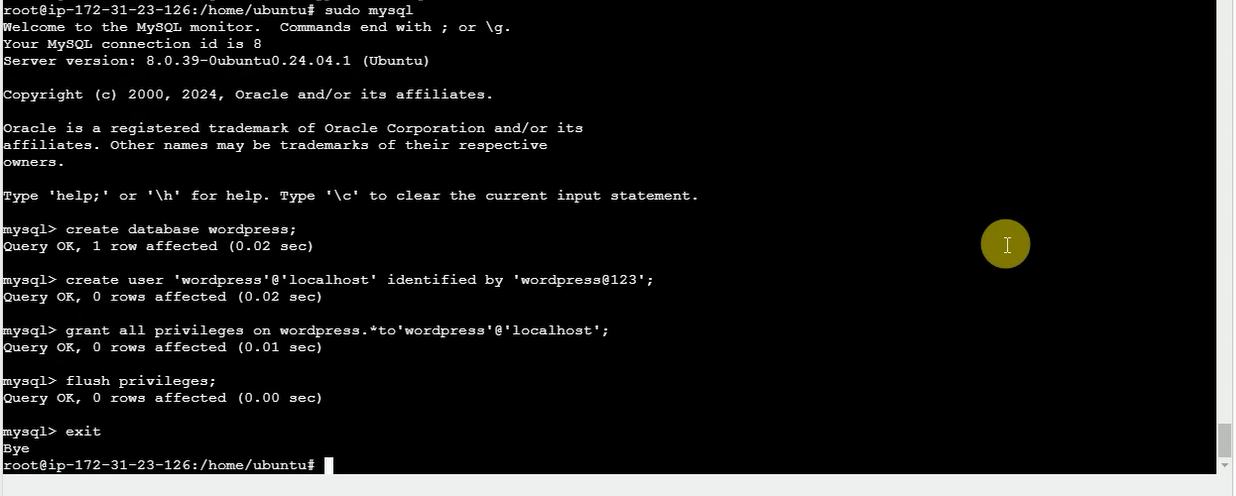 root@ip-172-31-23-126:/home/ubuntu# sudo mysql
Welcome to the MySQL monitor.  Commands end with ; or \g.
Your MySQL connection id is 8
Server version: 8.0.39-0ubuntu0.24.04.1 (Ubuntu)
Copyright (c) 2000, 2024, Oracle and/or its affiliates.
Oracle is a registered trademark of Oracle Corporation and/or its
affiliates. Other names may be trademarks of their respective
owners.
Type 'help;' or '\h' for help. Type '\c' to clear the current input statement.
mysql> create database wordpress;
Query OK, 1 row affected (0.02 sec)
mysql> create user 'wordpress'@'localhost' identified by 'wordpress@123';
Query OK, 0 rows affected (0.02 sec)
mysql> grant all privileges on wordpress.*to'wordpress'@'localhost';
Query OK, 0 rows affected (0.01 sec)
mysql> flush privileges;
Query OK, 0 rows affected (0.00 sec)
mysql> exit
Bye
root@ip-172-31-23-126:/home/ubuntu#